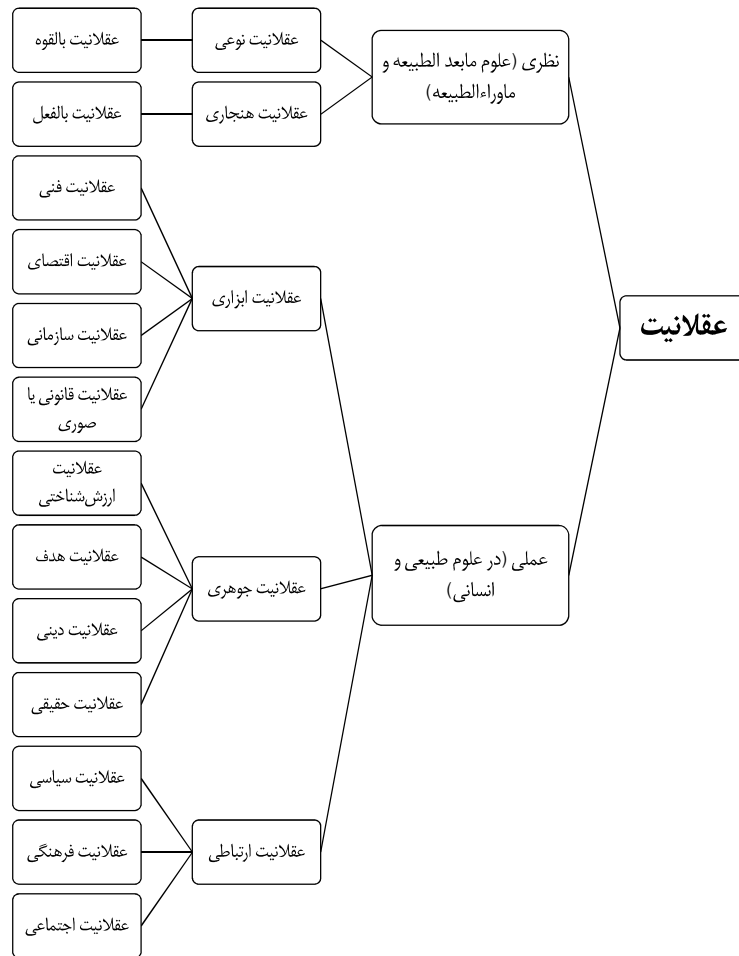 عقلانیت
نظری (علوم مابعد الطبیعه و
ماوراءالطبیعه)
عقلانیت نوعی
عقلانیت بالقوه
عقلانیت هنجاری
عقلانیت بالفعل
عملی (در علوم طبیعی و
انسانی)
عقلانیت ابزاری
عقلانیت فنی
عقلانیت اقتصای
عقلانیت سازمانی
عقلانیت قانونی یا
صوری
عقلانیت جوهری
عقلانیت
ارزش‌شناختی
عقلانیت هدف
عقلانیت دینی
عقلانیت حقیقی
عقلانیت ارتباطی
عقلانیت سیاسی
عقلانیت فرهنگی
عقلانیت اجتماعی